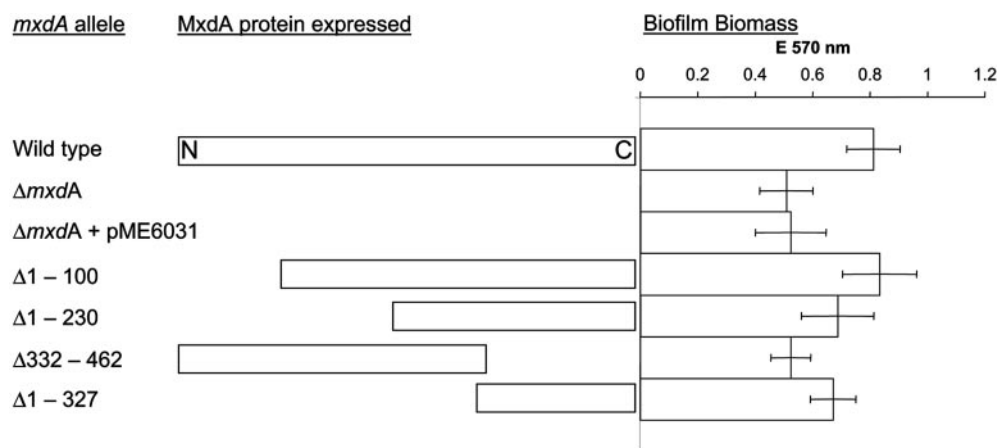 mxdA allele MxdA protein expressed Biofilm Biomass
E 570 nm
0 0.2 0.4 0.6 0.8 1 1.2
Wild type N C
ΔmxdA
ΔmxdA + pME6031
Δ1 – 100
Δ1 – 230
Δ332 – 462
Δ1 – 327